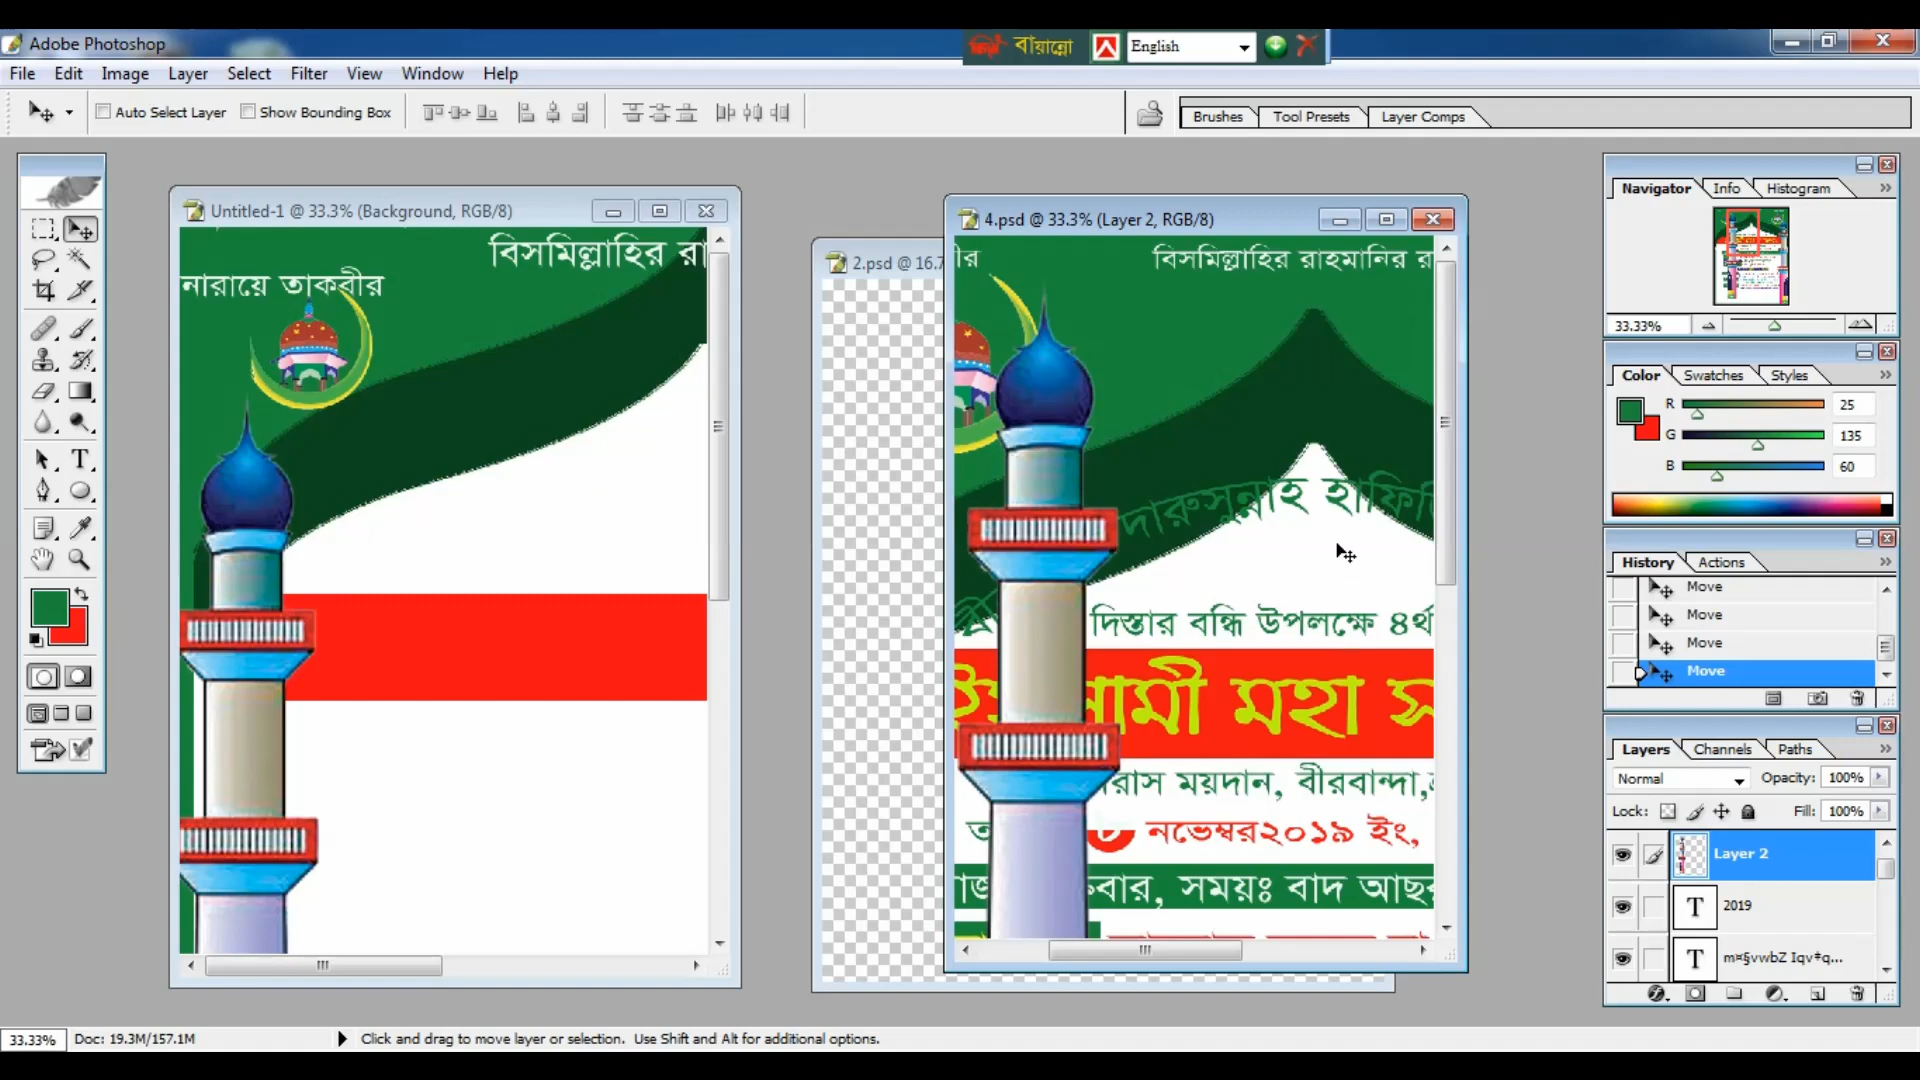 Adobe Photoshop
বায়ান্নো
English
File Edit Image Layer Select Filter View Window Help
Auto Select Layer Show Bounding Box
Brushes Tool Presets Layer Comps
Untitled-1 @ 33.3% (Background, RGB/8)
বিসমিল্লাহির রা
নারায়ে তাকবীর
2.psd @ 16.7
4.psd @ 33.3% (Layer 2, RGB/8)
ীর বিসমিল্লাহির রাহমানির র
দারুসুন্নাহ হাফি
দিস্তার বন্ধি উপলক্ষে ৪র্থ
মী মহা স
রাস ময়দান, বীরবান্দা,
নভেম্বর২০১৯ ইং,
বার, সময়ঃ বাদ আছর
Navigator Info Histogram
33.33%
Color Swatches Styles
R 25
G 135
B 60
History Actions
Move
Move
Move
Move
Layers Channels Paths
Normal Opacity: 100%
Lock: Fill: 100%
Layer 2
T 2019
T m¤§vwbZ Iqv‡q...
33.33% Doc: 19.3M/157.1M Click and drag to move layer or selection. Use Shift and Alt for additional options.